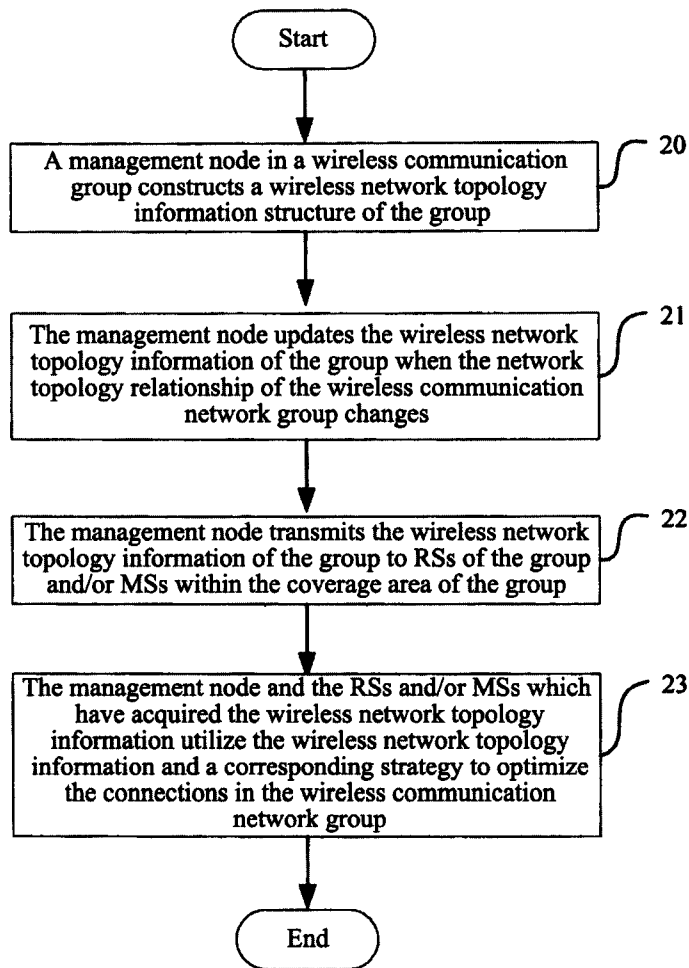 Start
A management node in a wireless communication
group constructs a wireless network topology
information structure of the group
20
The management node updates the wireless network
topology information of the group when the network
topology relationship of the wireless communication
network group changes
21
The management node transmits the wireless network
topology information of the group to RSs of the group
and/or MSs within the coverage area of the group
22
The management node and the RSs and/or MSs which
have acquired the wireless network topology
information utilize the wireless network topology
information and a corresponding strategy to optimize
the connections in the wireless communication
network group
23
End